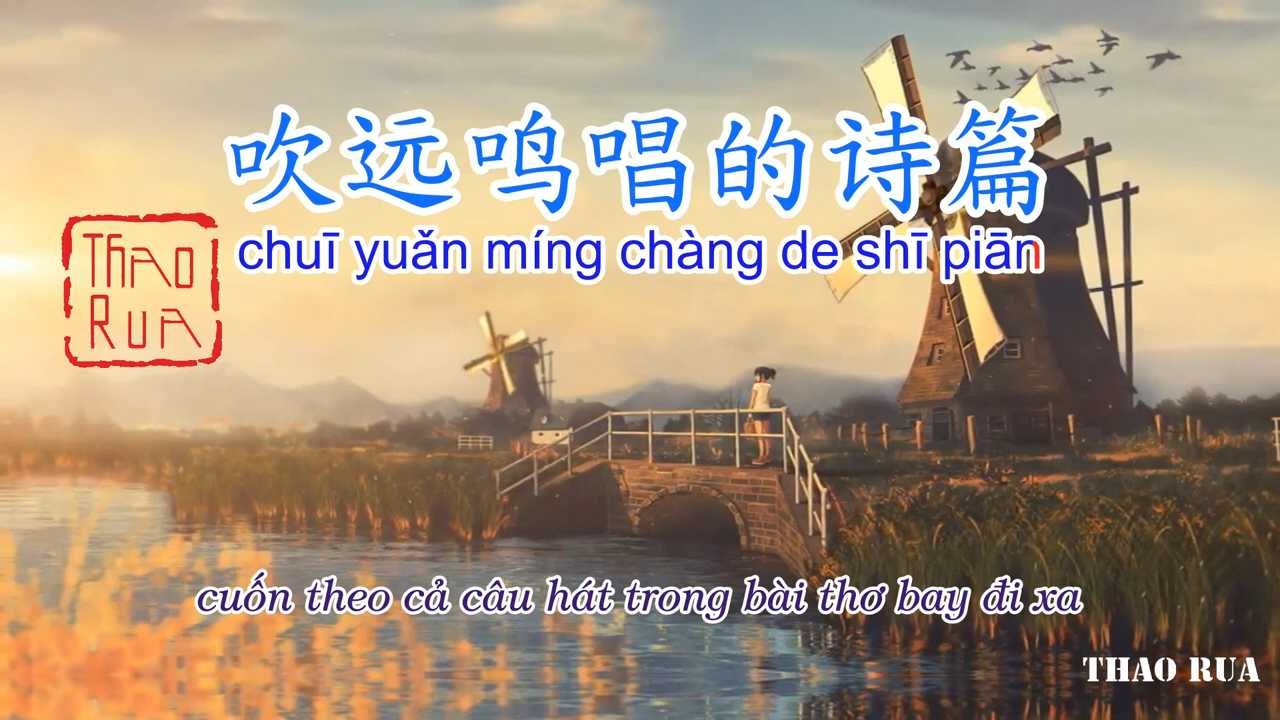 吹远鸣唱的诗篇
chuī yuǎn míng chàng de shī piān
THAO
RUA
cuốn theo cả câu hát trong bài thơ bay đi xa
THAO RUA